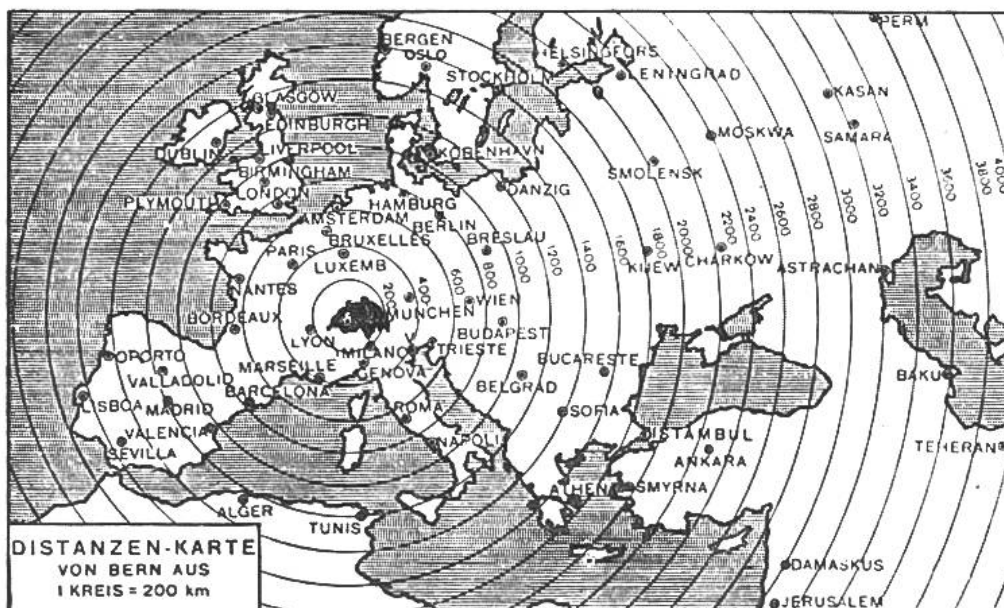 PERM
BERGEN
OSLO
HELSINGFORS
STOCKHOLM
LENINGRAD
KASAN
GLASGOW
EDINBURGH
MOSKWA
SAMARA
DUBLIN
LIVERPOOL
KOBENHAVN
SMOLENSK
BIRMINGHAM
DANZIG
PLYMOUTH
LONDON
HAMBURG
AMSTERDAM
BERLIN
BRUXELLES
BRESLAU
PARIS
KIJEW
CHARKOW
LUXEMB
ASTRACHAN
NANTES
200
400
600
800
1000
1200
1400
1600
1800
2000
2200
2400
2600
2800
3000
3200
3400
3600
3800
4000
WIEN
MÜNCHEN
BORDEAUX
BUDAPEST
LYON
MILANO
TRIESTE
OPORTO
BUCARESTE
GENOVA
MARSEILLE
VALLADOLID
BELGRAD
BAKU
BARCELONA
LISBOA
MADRID
ROMA
SOFIA
VALENCIA
NAPOLI
ISTAMBUL
SEVILLA
TEHERAN
ANKARA
ATHEN
SMYRNA
ALGER
TUNIS
DISTANZEN-KARTE
VON BERN AUS
1 KREIS = 200 km
DAMASKUS
JERUSALEM